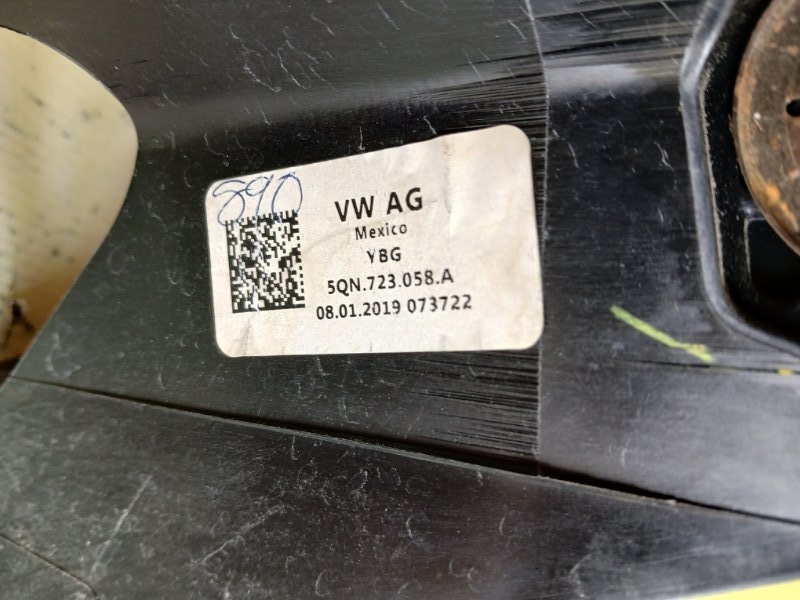 890
VW AG
Mexico
YBG
5QN.723.058.A
08.01.2019 073722